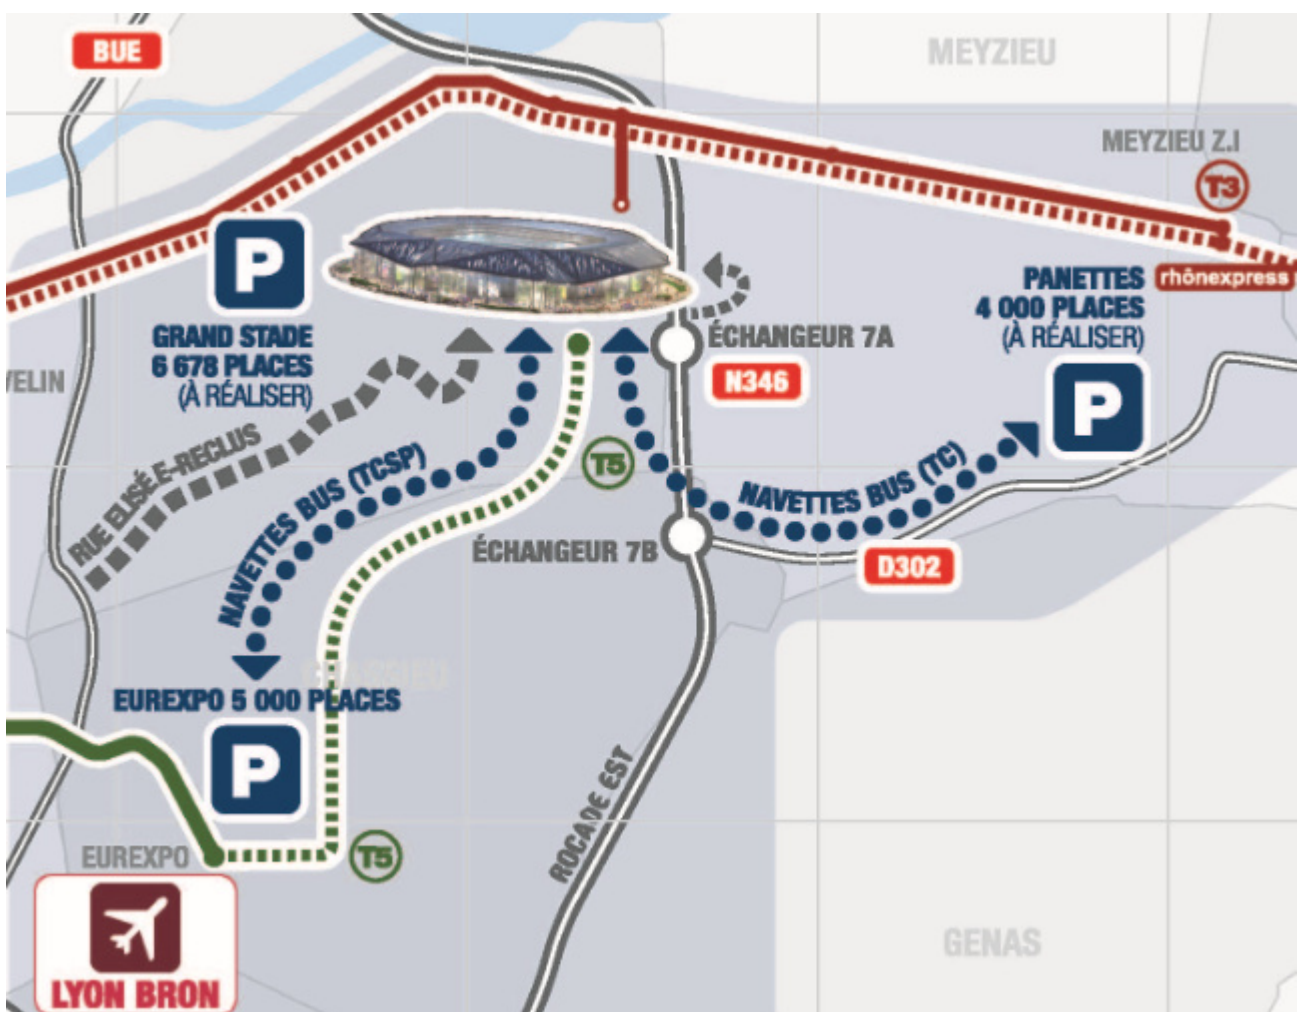 BUE
MEYZIEU
MEYZIEU Z.I
T3
rhônexpress
P
GRAND STADE
6 678 PLACES
(À RÉALISER)
PANETTES
4 000 PLACES
(À RÉALISER)
P
ÉCHANGEUR 7A
N346
VELIN
RUE ELISÉE-RECLUS
NAVETTES BUS (TCSP)
T5
NAVETTES BUS (TC)
ÉCHANGEUR 7B
D302
CHASSIEU
EUREXPO 5 000 PLACES
P
ROCADE EST
EUREXPO
T5
LYON BRON
GENAS